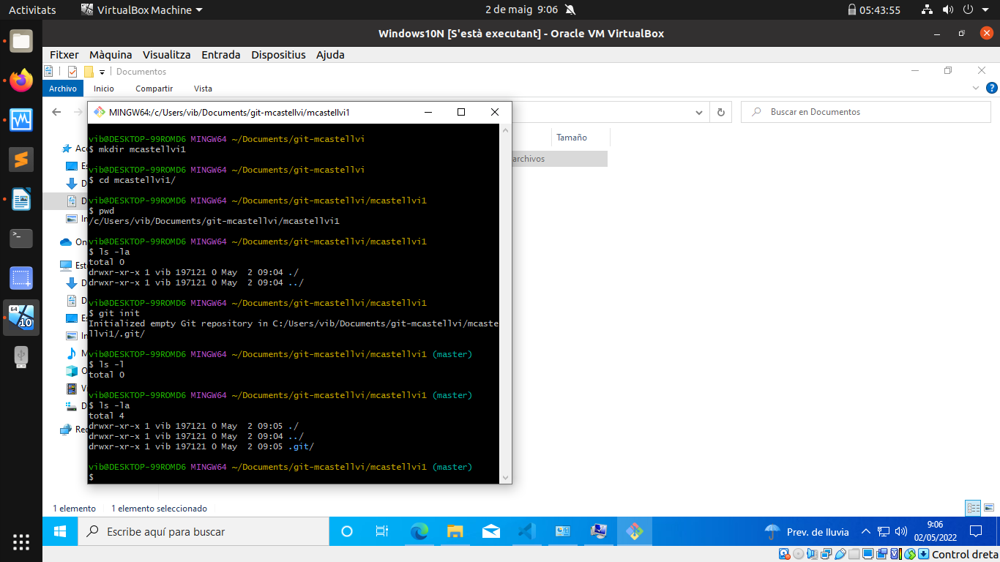 Activitats
VirtualBox Machine
2 de maig 9:06
05:43:55
Windows10N [S'està executant] - Oracle VM VirtualBox
Fitxer Màquina Visualitza Entrada Dispositius Ajuda
Documentos
Archivo Inicio Compartir Vista
MINGW64:/c/Users/vib/Documents/git-mcastellvi/mcastellvi1
Buscar en Documentos
Tamaño
archivos
vib@DESKTOP-99ROMD6 MINGW64 ~/Documents/git-mcastellvi
$ mkdir mcastellvi1
vib@DESKTOP-99ROMD6 MINGW64 ~/Documents/git-mcastellvi
$ cd mcastellvi1/
vib@DESKTOP-99ROMD6 MINGW64 ~/Documents/git-mcastellvi/mcastellvi1
$ pwd
/c/Users/vib/Documents/git-mcastellvi/mcastellvi1
vib@DESKTOP-99ROMD6 MINGW64 ~/Documents/git-mcastellvi/mcastellvi1
$ ls -la
total 0
drwxr-xr-x 1 vib 197121 0 May  2 09:04 ./
drwxr-xr-x 1 vib 197121 0 May  2 09:04 ../
vib@DESKTOP-99ROMD6 MINGW64 ~/Documents/git-mcastellvi/mcastellvi1
$ git init
Initialized empty Git repository in C:/Users/vib/Documents/git-mcastellvi/mcaste
llvi1/.git/
vib@DESKTOP-99ROMD6 MINGW64 ~/Documents/git-mcastellvi/mcastellvi1 (master)
$ ls -l
total 0
vib@DESKTOP-99ROMD6 MINGW64 ~/Documents/git-mcastellvi/mcastellvi1 (master)
$ ls -la
total 4
drwxr-xr-x 1 vib 197121 0 May  2 09:05 ./
drwxr-xr-x 1 vib 197121 0 May  2 09:04 ../
drwxr-xr-x 1 vib 197121 0 May  2 09:05 .git/
vib@DESKTOP-99ROMD6 MINGW64 ~/Documents/git-mcastellvi/mcastellvi1 (master)
$
1 elemento 1 elemento seleccionado
Escribe aquí para buscar
Prev. de lluvia
9:06
02/05/2022
Control dreta